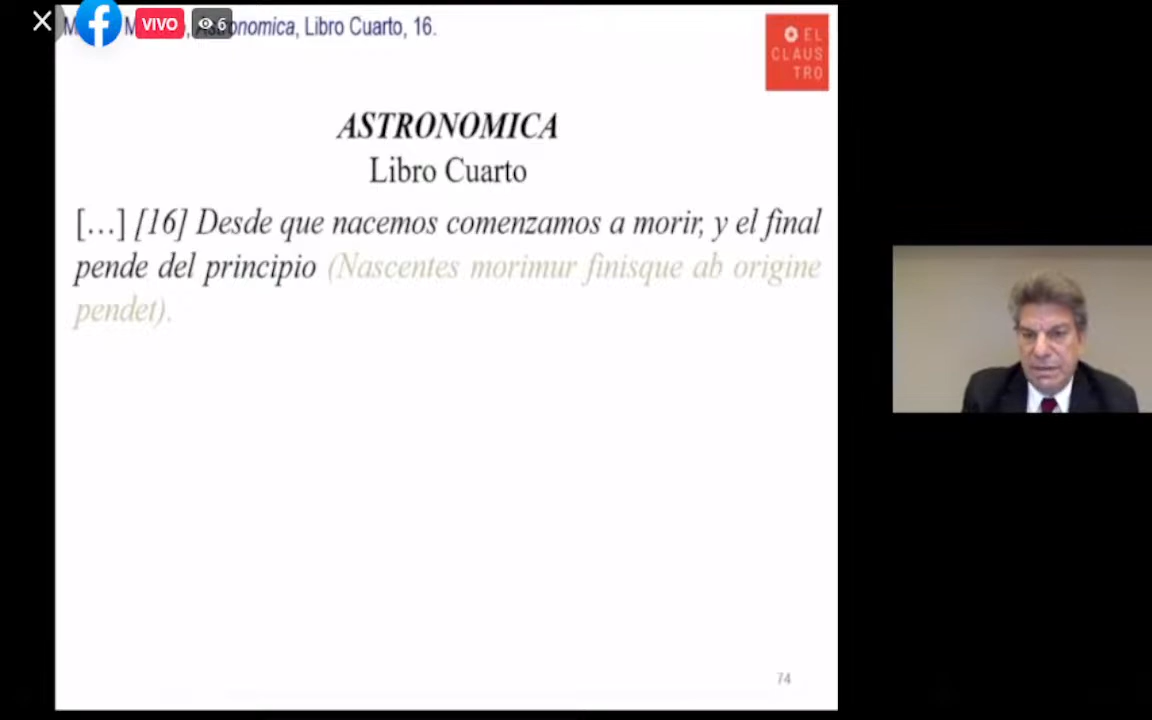 VIVO 6
Astronomica, Libro Cuarto, 16.
EL
CLAUS
TRO
ASTRONOMICA
Libro Cuarto
[…] [16] Desde que nacemos comenzamos a morir, y el final
pende del principio (Nascentes morimur finisque ab origine
pendet).
74